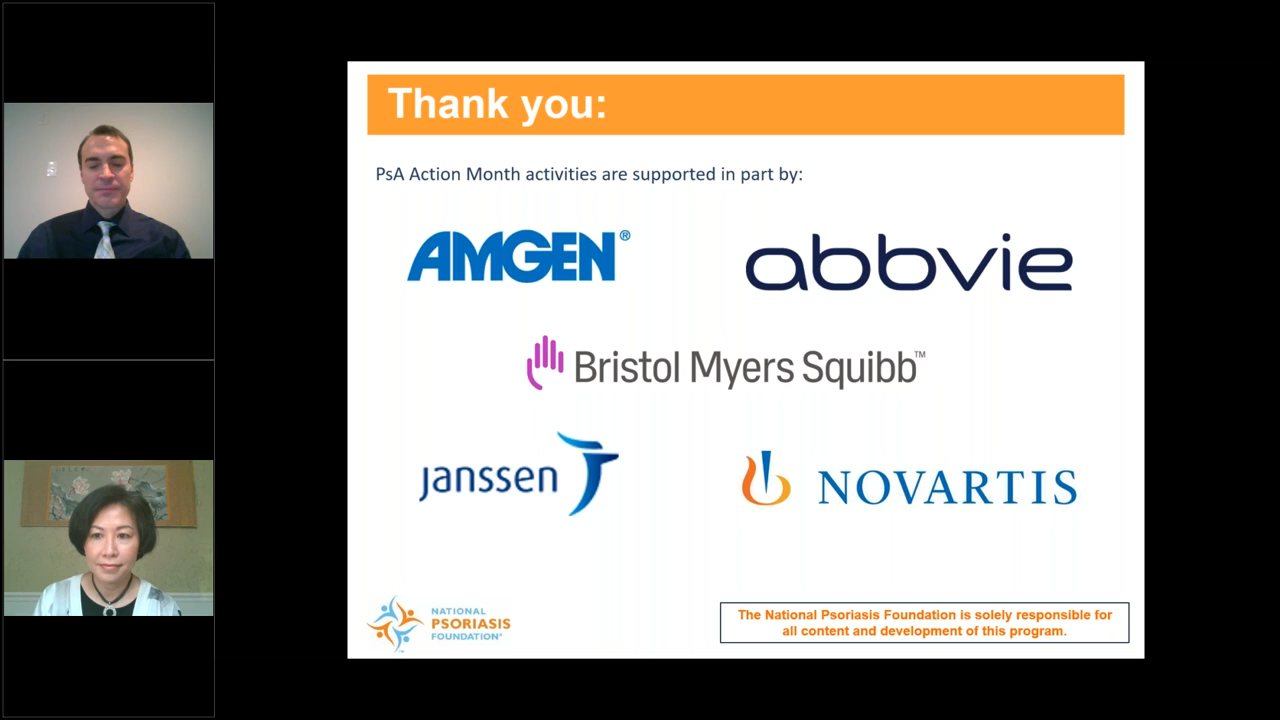 Thank you:
PsA Action Month activities are supported in part by:
AMGEN®
abbvie
Bristol Myers Squibb™
janssen
NOVARTIS
NATIONAL
PSORIASIS
FOUNDATION®
The National Psoriasis Foundation is solely responsible for
all content and development of this program.